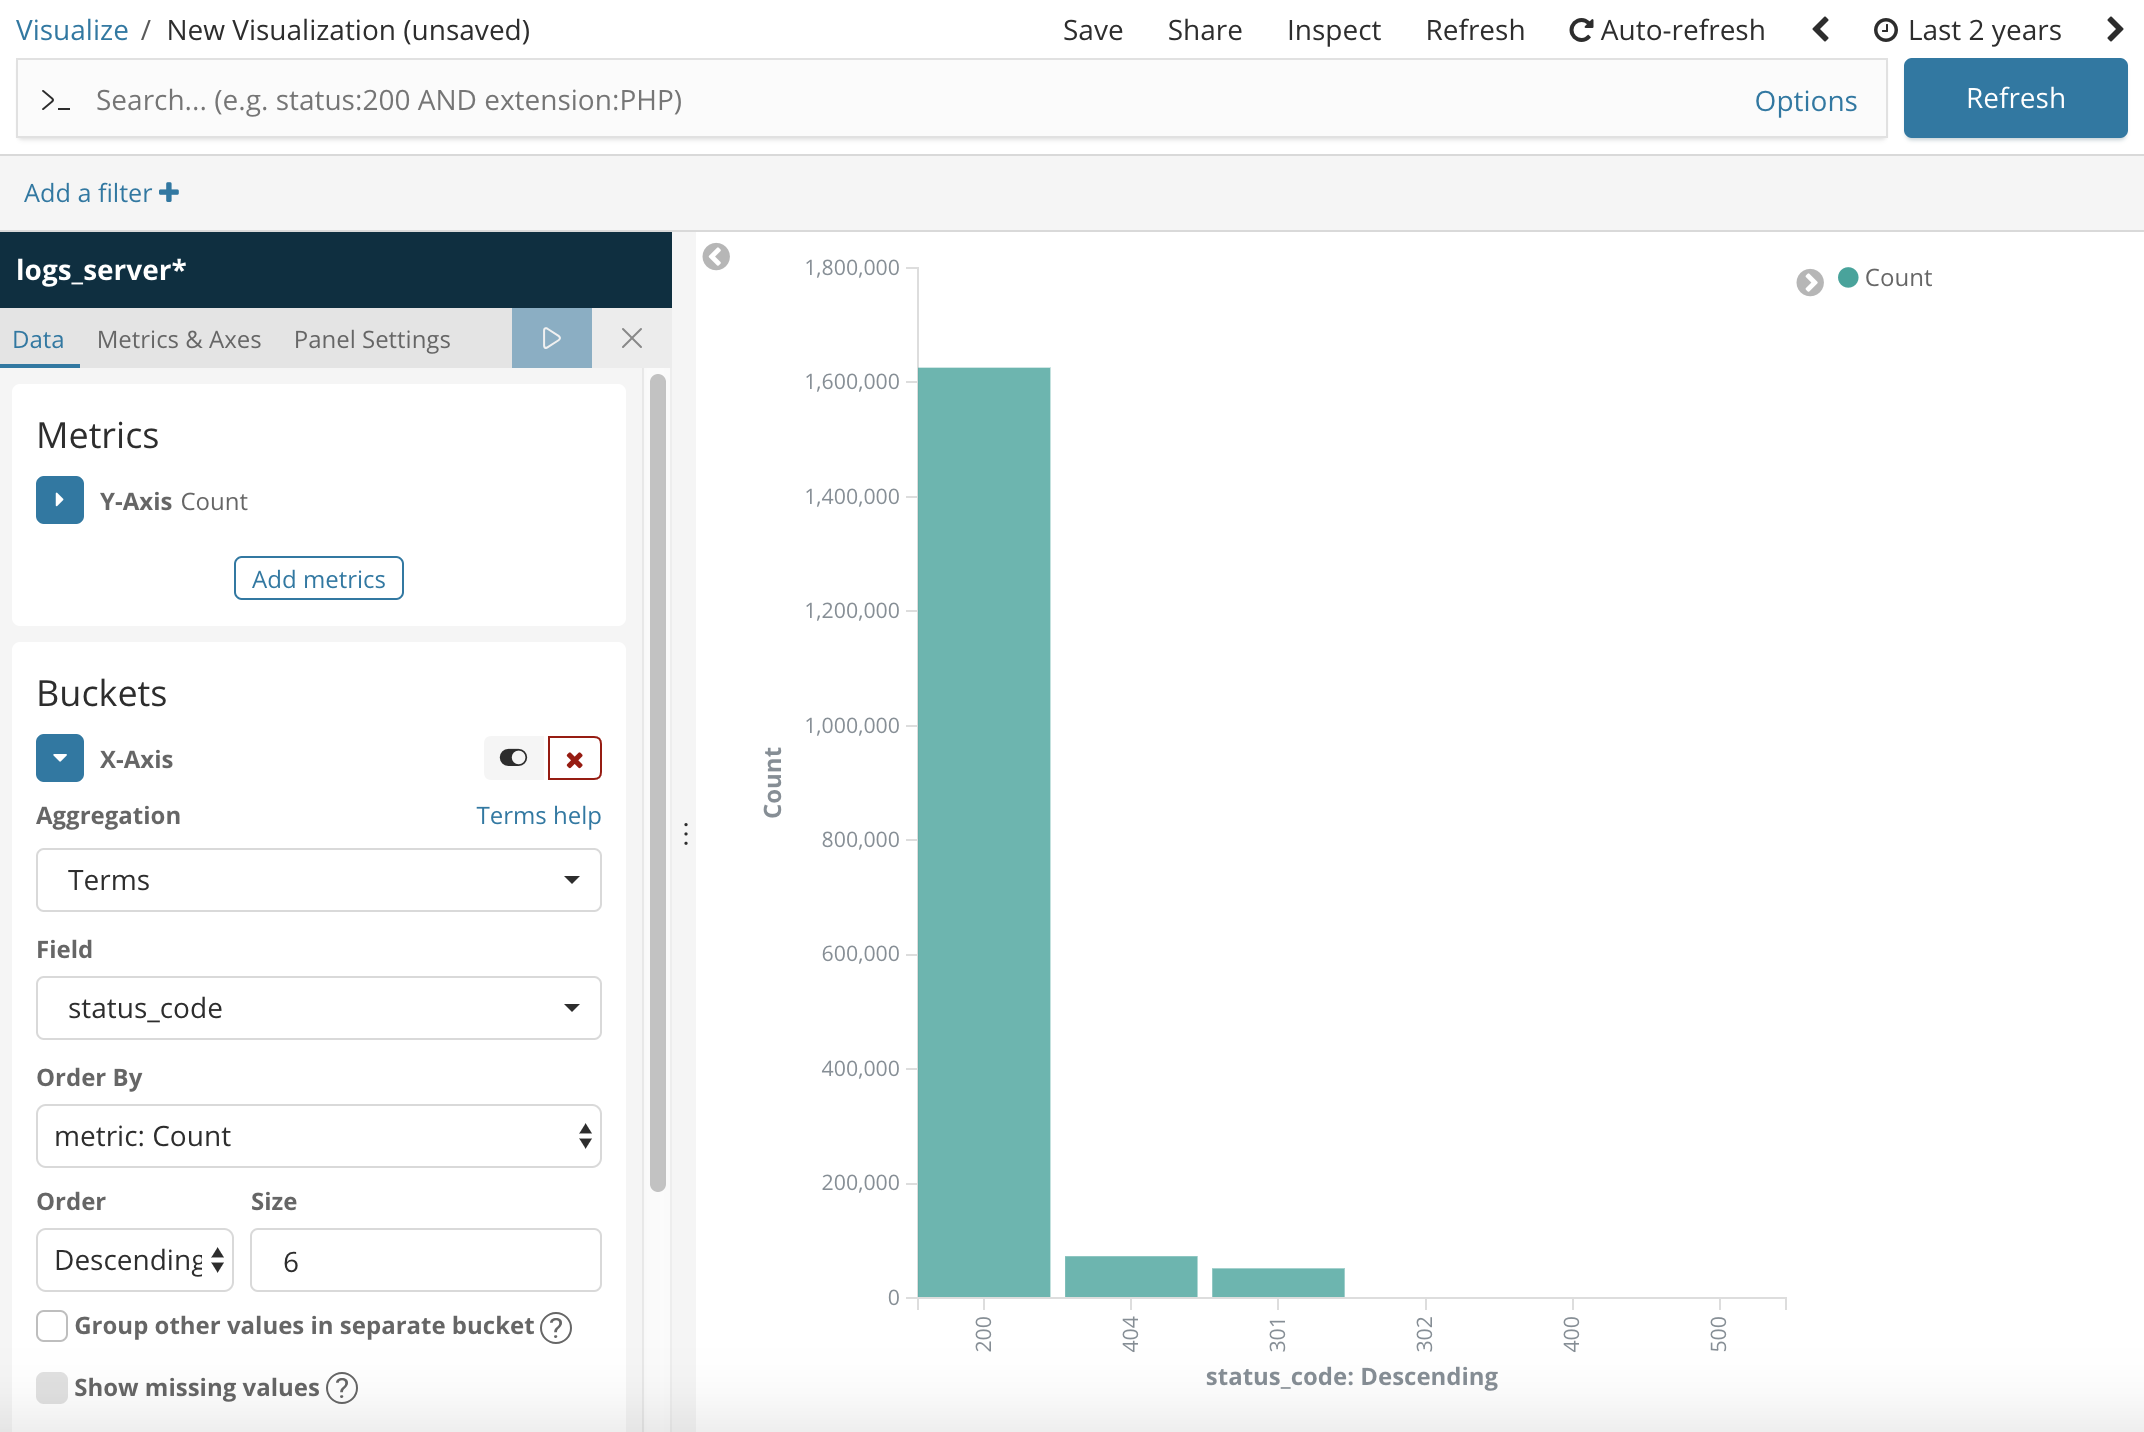 Visualize / New Visualization (unsaved)
Save Share Inspect Refresh Auto-refresh Last 2 years
>_ Search... (e.g. status:200 AND extension:PHP) Options Refresh
Add a filter
logs_server*
Data Metrics & Axes Panel Settings
Metrics
Y-Axis Count
Add metrics
Buckets
X-Axis
Aggregation Terms help
Terms
Field
status_code
Order By
metric: Count
Order Size
Descending 6
Group other values in separate bucket ?
Show missing values ?
Count
1,800,000
1,600,000
1,400,000
1,200,000
1,000,000
800,000
600,000
400,000
200,000
0
Count
200 404 301 302 400 500
status_code: Descending